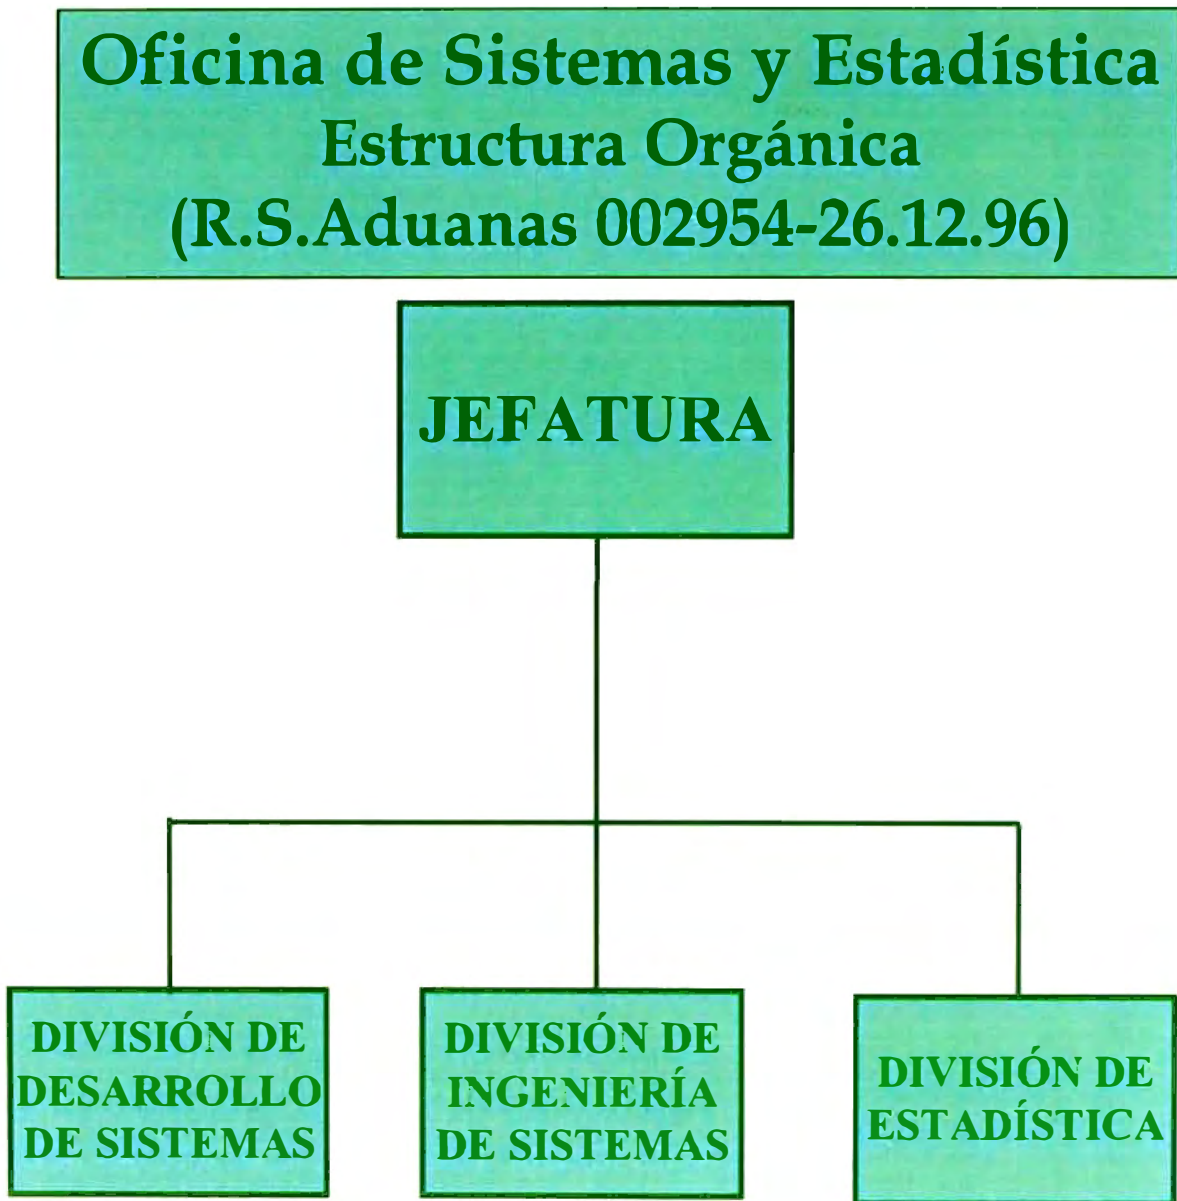 Oficina de Sistemas y Estadística
Estructura Orgánica
(R.S.Aduanas 002954-26.12.96)
JEFATURA
DIVISIÓN DE
DESARROLLO
DE SISTEMAS
DIVISIÓN DE
INGENIERÍA
DE SISTEMAS
DIVISIÓN DE
ESTADÍSTICA